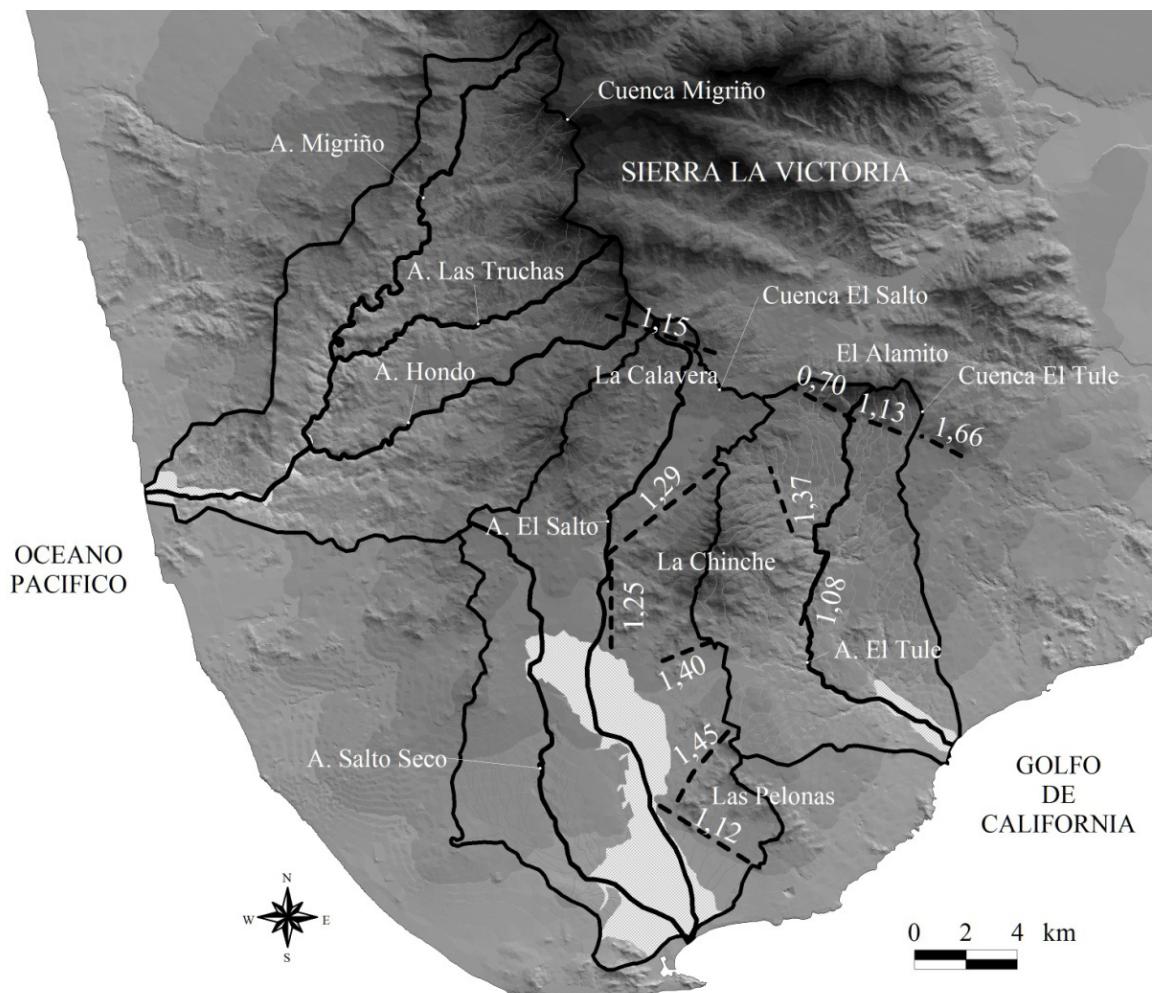 Cuenca Migriño
A. Migriño
SIERRA LA VICTORIA
A. Las Truchas
Cuenca El Salto
1,15
El Alamito
A. Hondo
La Calavera
Cuenca El Tule
0,70
1,13
1,66
1,29
1,37
A. El Salto
OCEANO
PACIFICO
La Chinche
1,25
1,08
A. El Tule
1,40
1,45
A. Salto Seco
Las Pelonas
GOLFO
DE
CALIFORNIA
1,12
N
W
E
S
0 2 4 km